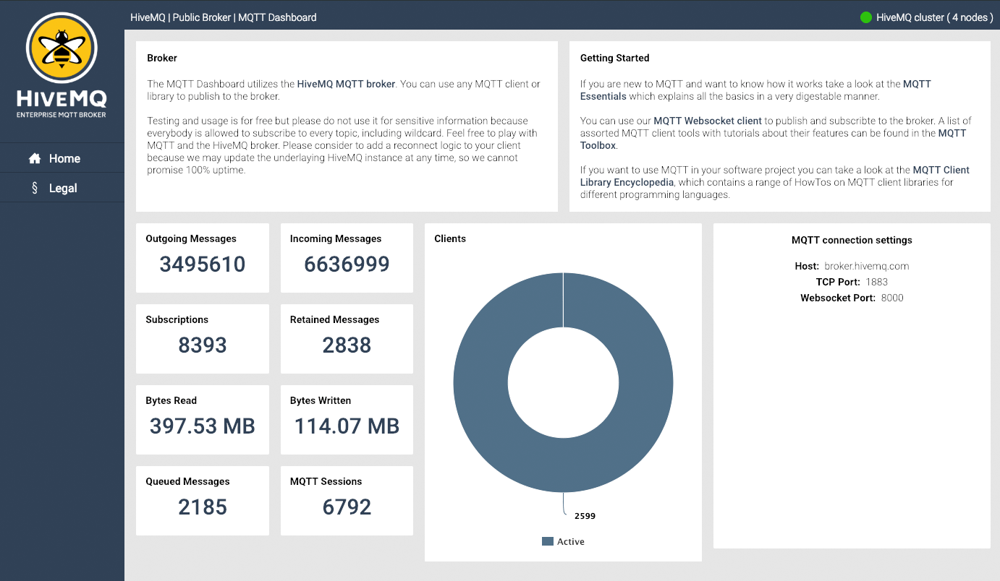 HiveMQ
ENTERPRISE MQTT BROKER
Home
§ Legal
HiveMQ | Public Broker | MQTT Dashboard
HiveMQ cluster ( 4 nodes )
Broker
The MQTT Dashboard utilizes the HiveMQ MQTT broker. You can use any MQTT client or
library to publish to the broker.
Testing and usage is for free but please do not use it for sensitive information because
everybody is allowed to subscribe to every topic, including wildcard. Feel free to play with
MQTT and the HiveMQ broker. Please consider to add a reconnect logic to your client
because we may update the underlaying HiveMQ instance at any time, so we cannot
promise 100% uptime.
Getting Started
If you are new to MQTT and want to know how it works take a look at the MQTT
Essentials which explains all the basics in a very digestable manner.
You can use our MQTT Websocket client to publish and subscribte to the broker. A list of
assorted MQTT client tools with tutorials about their features can be found in the MQTT
Toolbox.
If you want to use MQTT in your software project you can take a look at the MQTT Client
Library Encyclopedia, which contains a range of HowTos on MQTT client libraries for
different programming languages.
Outgoing Messages
3495610
Incoming Messages
6636999
Subscriptions
8393
Retained Messages
2838
Bytes Read
397.53 MB
Bytes Written
114.07 MB
Queued Messages
2185
MQTT Sessions
6792
Clients
2599
Active
MQTT connection settings
Host: broker.hivemq.com
TCP Port: 1883
Websocket Port: 8000